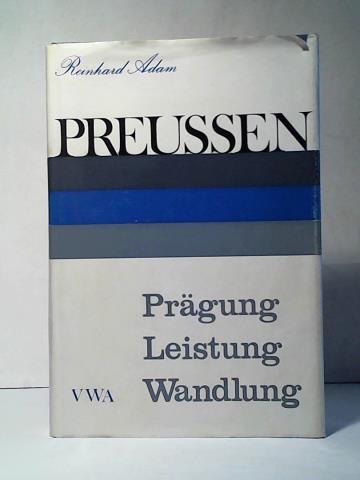 Reinhard Adam
PREUSSEN
Prägung
Leistung
VWA Wandlung